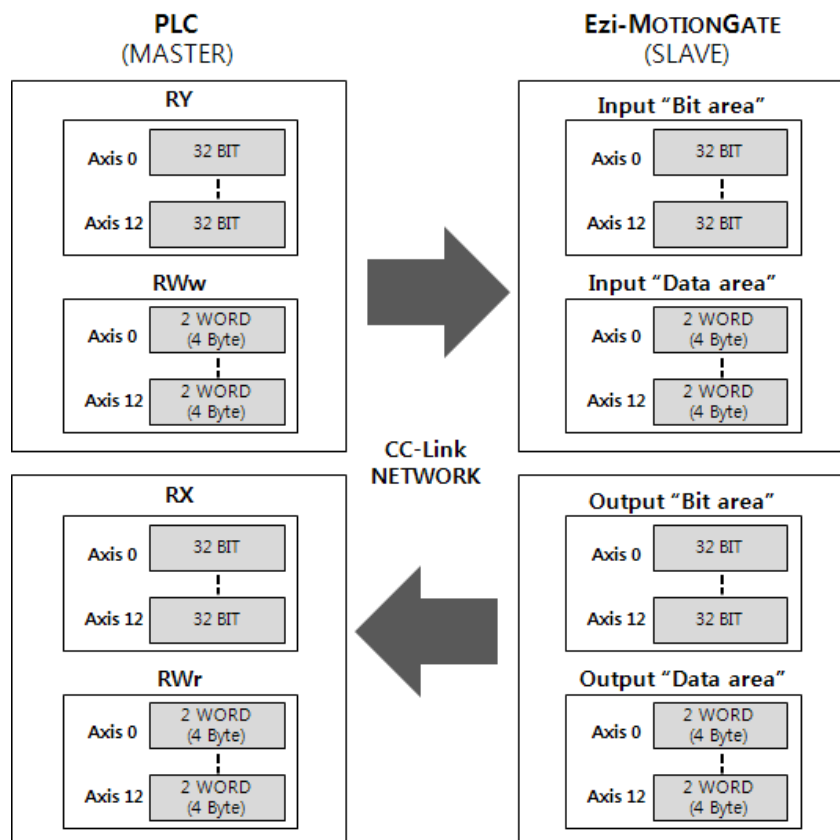 PLC
(MASTER)
Ezi-MOTIONGATE
(SLAVE)
RY
Axis 0
32 BIT
Axis 12
32 BIT
RWw
Axis 0
2 WORD
(4 Byte)
Axis 12
2 WORD
(4 Byte)
Input “Bit area”
Axis 0
32 BIT
Axis 12
32 BIT
Input “Data area”
Axis 0
2 WORD
(4 Byte)
Axis 12
2 WORD
(4 Byte)
CC-Link
NETWORK
RX
Axis 0
32 BIT
Axis 12
32 BIT
RWr
Axis 0
2 WORD
(4 Byte)
Axis 12
2 WORD
(4 Byte)
Output “Bit area”
Axis 0
32 BIT
Axis 12
32 BIT
Output “Data area”
Axis 0
2 WORD
(4 Byte)
Axis 12
2 WORD
(4 Byte)